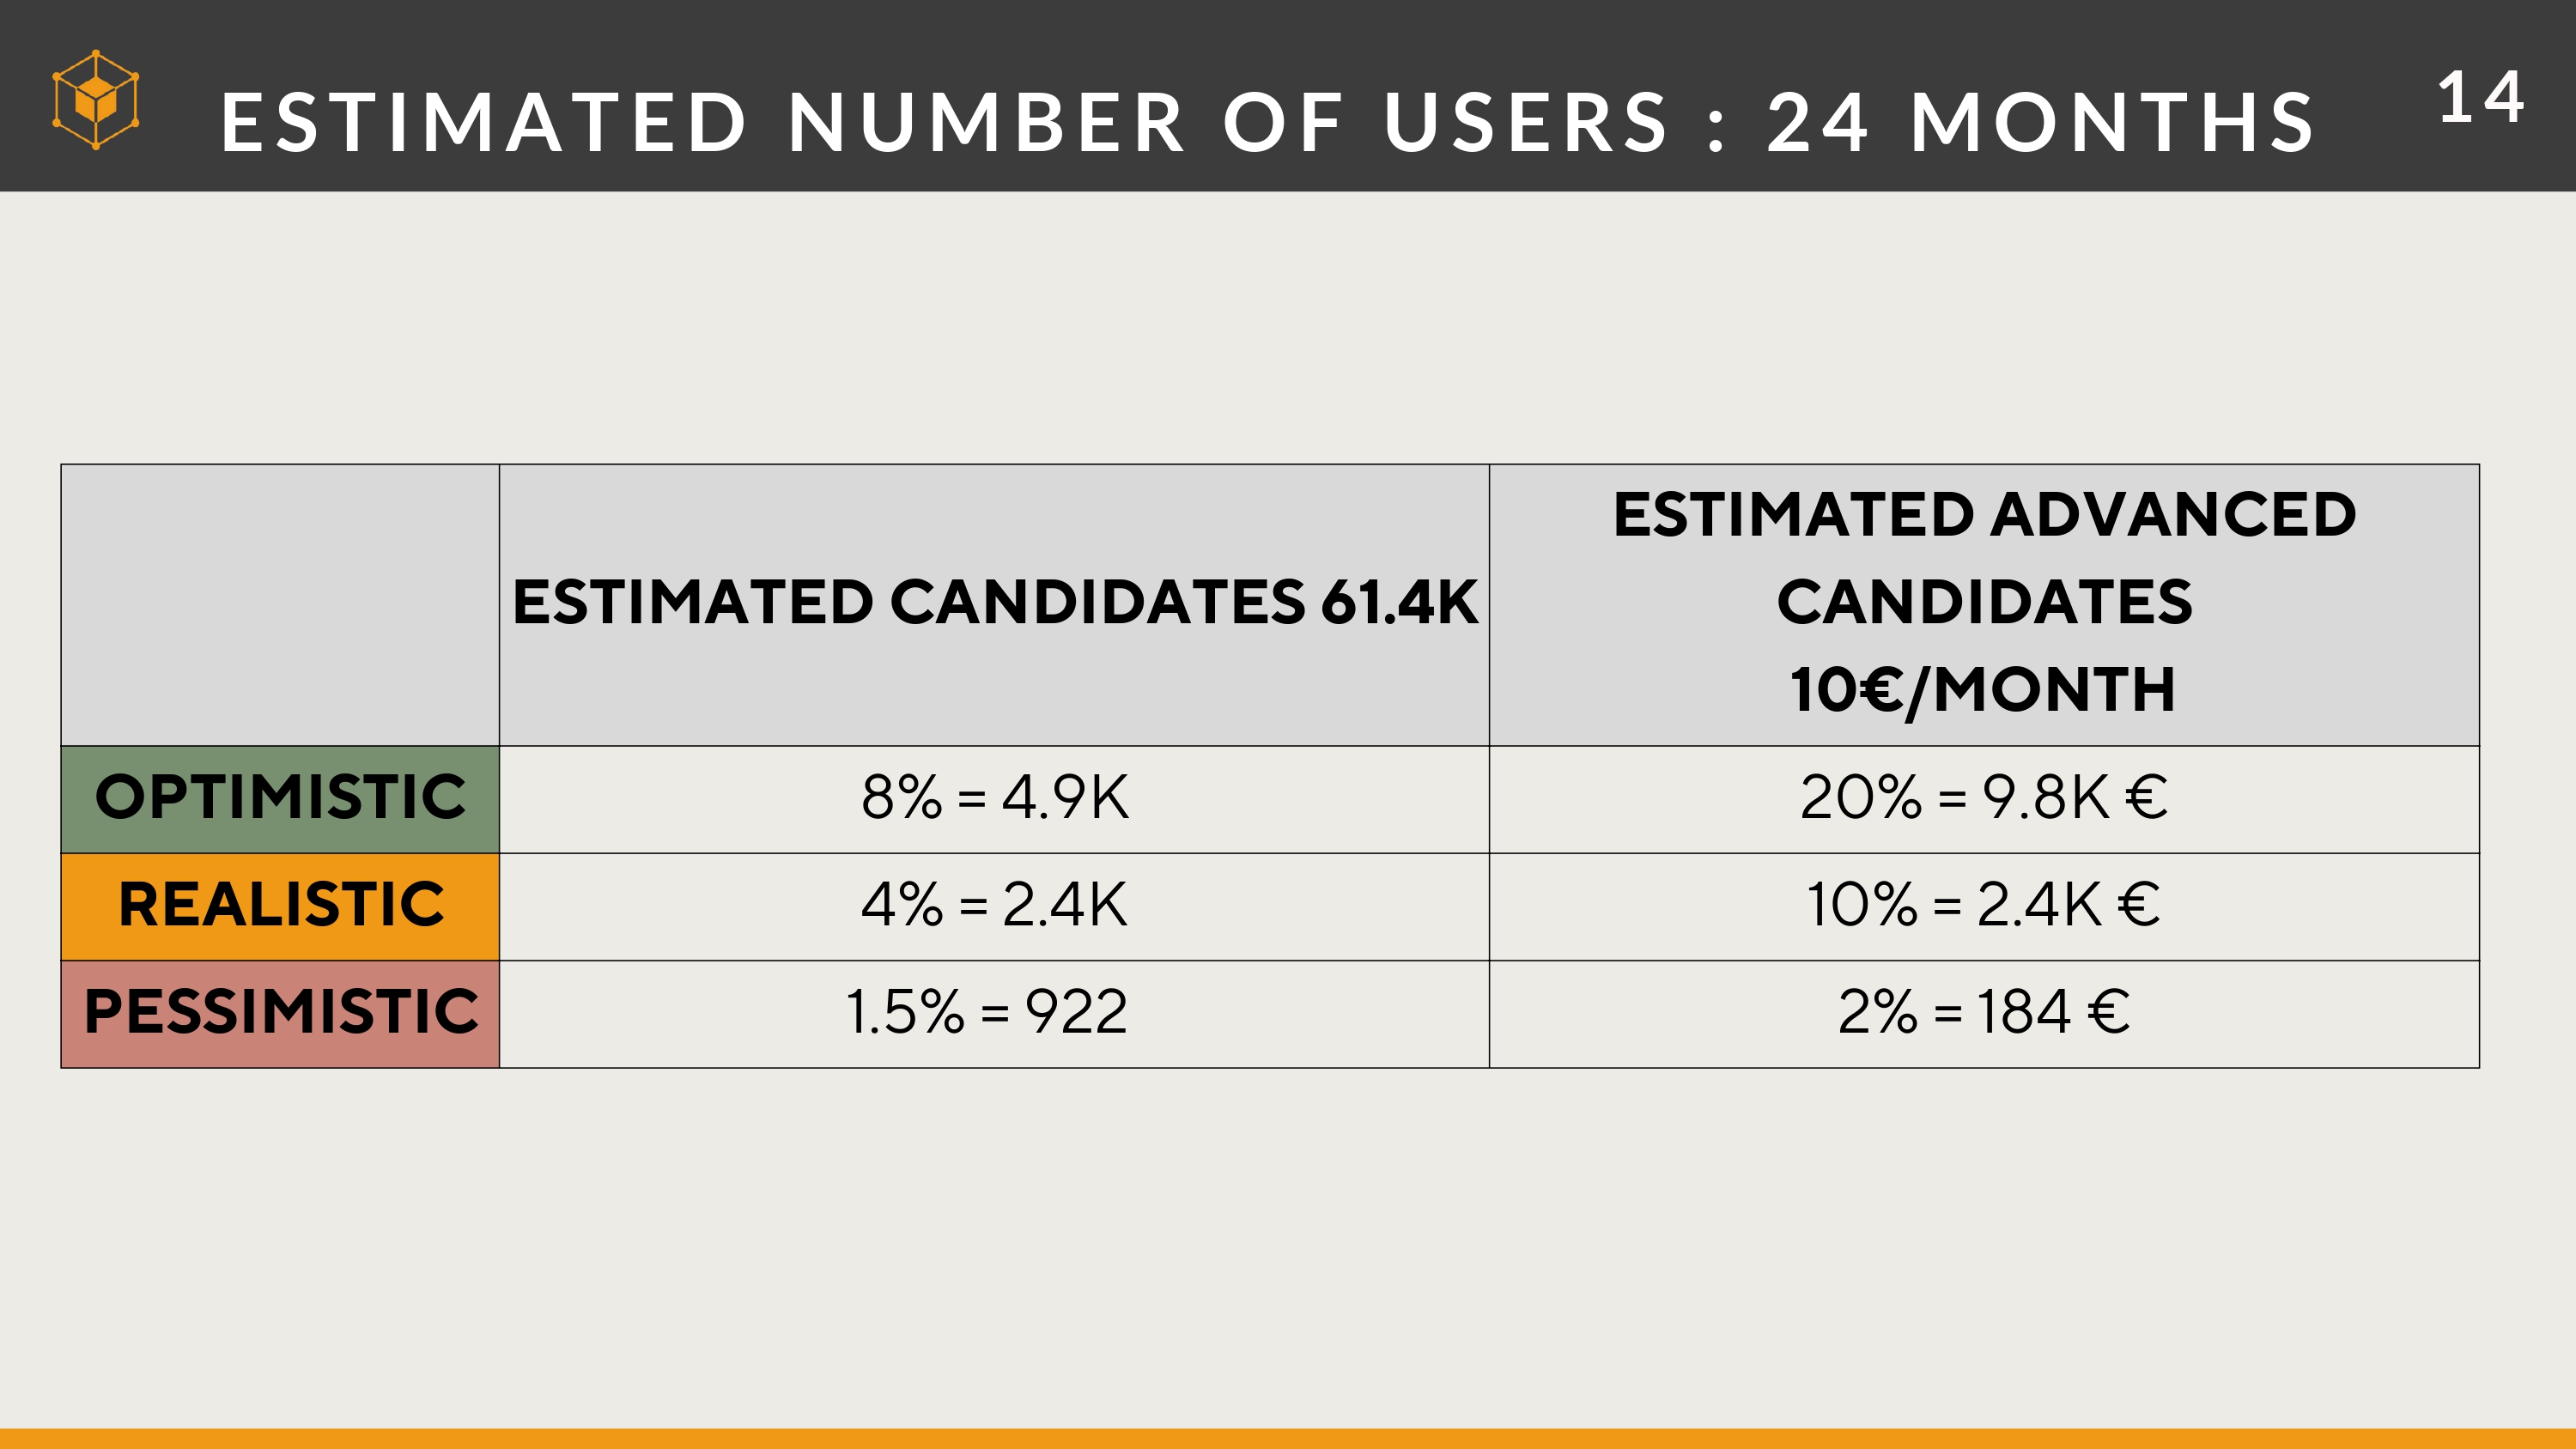 ESTIMATED NUMBER OF USERS : 24 MONTHS
14
ESTIMATED CANDIDATES 61.4K
ESTIMATED ADVANCED
CANDIDATES
10€/MONTH
OPTIMISTIC
8% = 4.9K
20% = 9.8K €
REALISTIC
4% = 2.4K
10% = 2.4K €
PESSIMISTIC
1.5% = 922
2% = 184 €